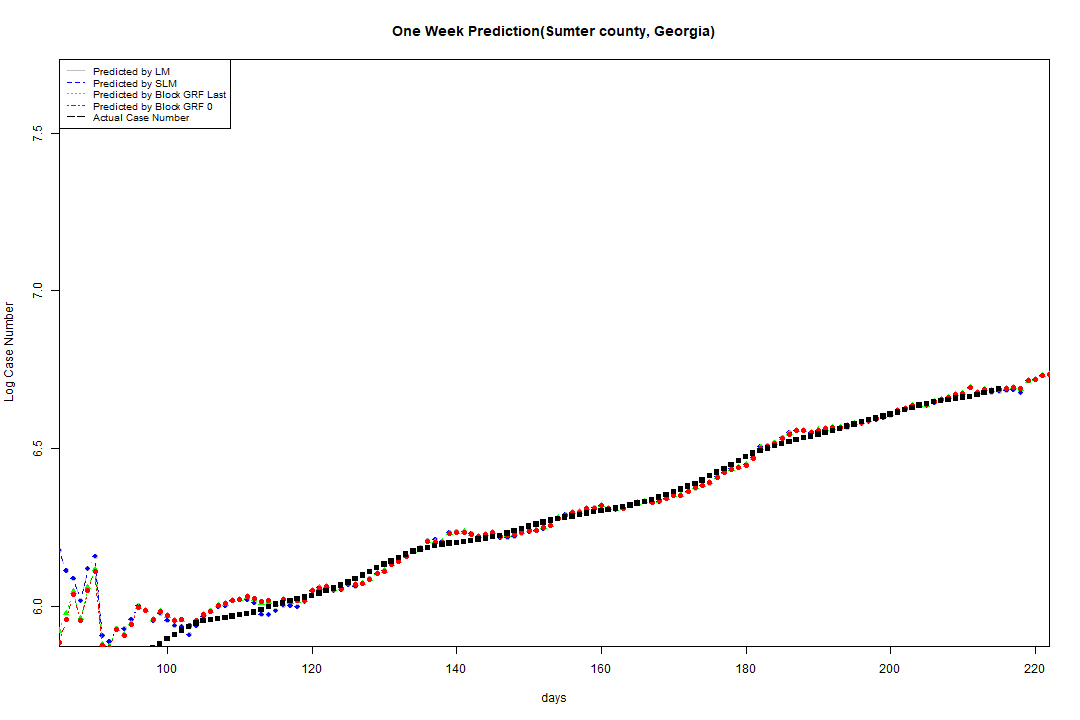 One Week Prediction(Sumter county, Georgia)
Predicted by LM
Predicted by SLM
Predicted by Block GRF Last
Predicted by Block GRF 0
Actual Case Number
7.5
7.0
6.5
6.0
Log Case Number
100 120 140 160 180 200 220
days